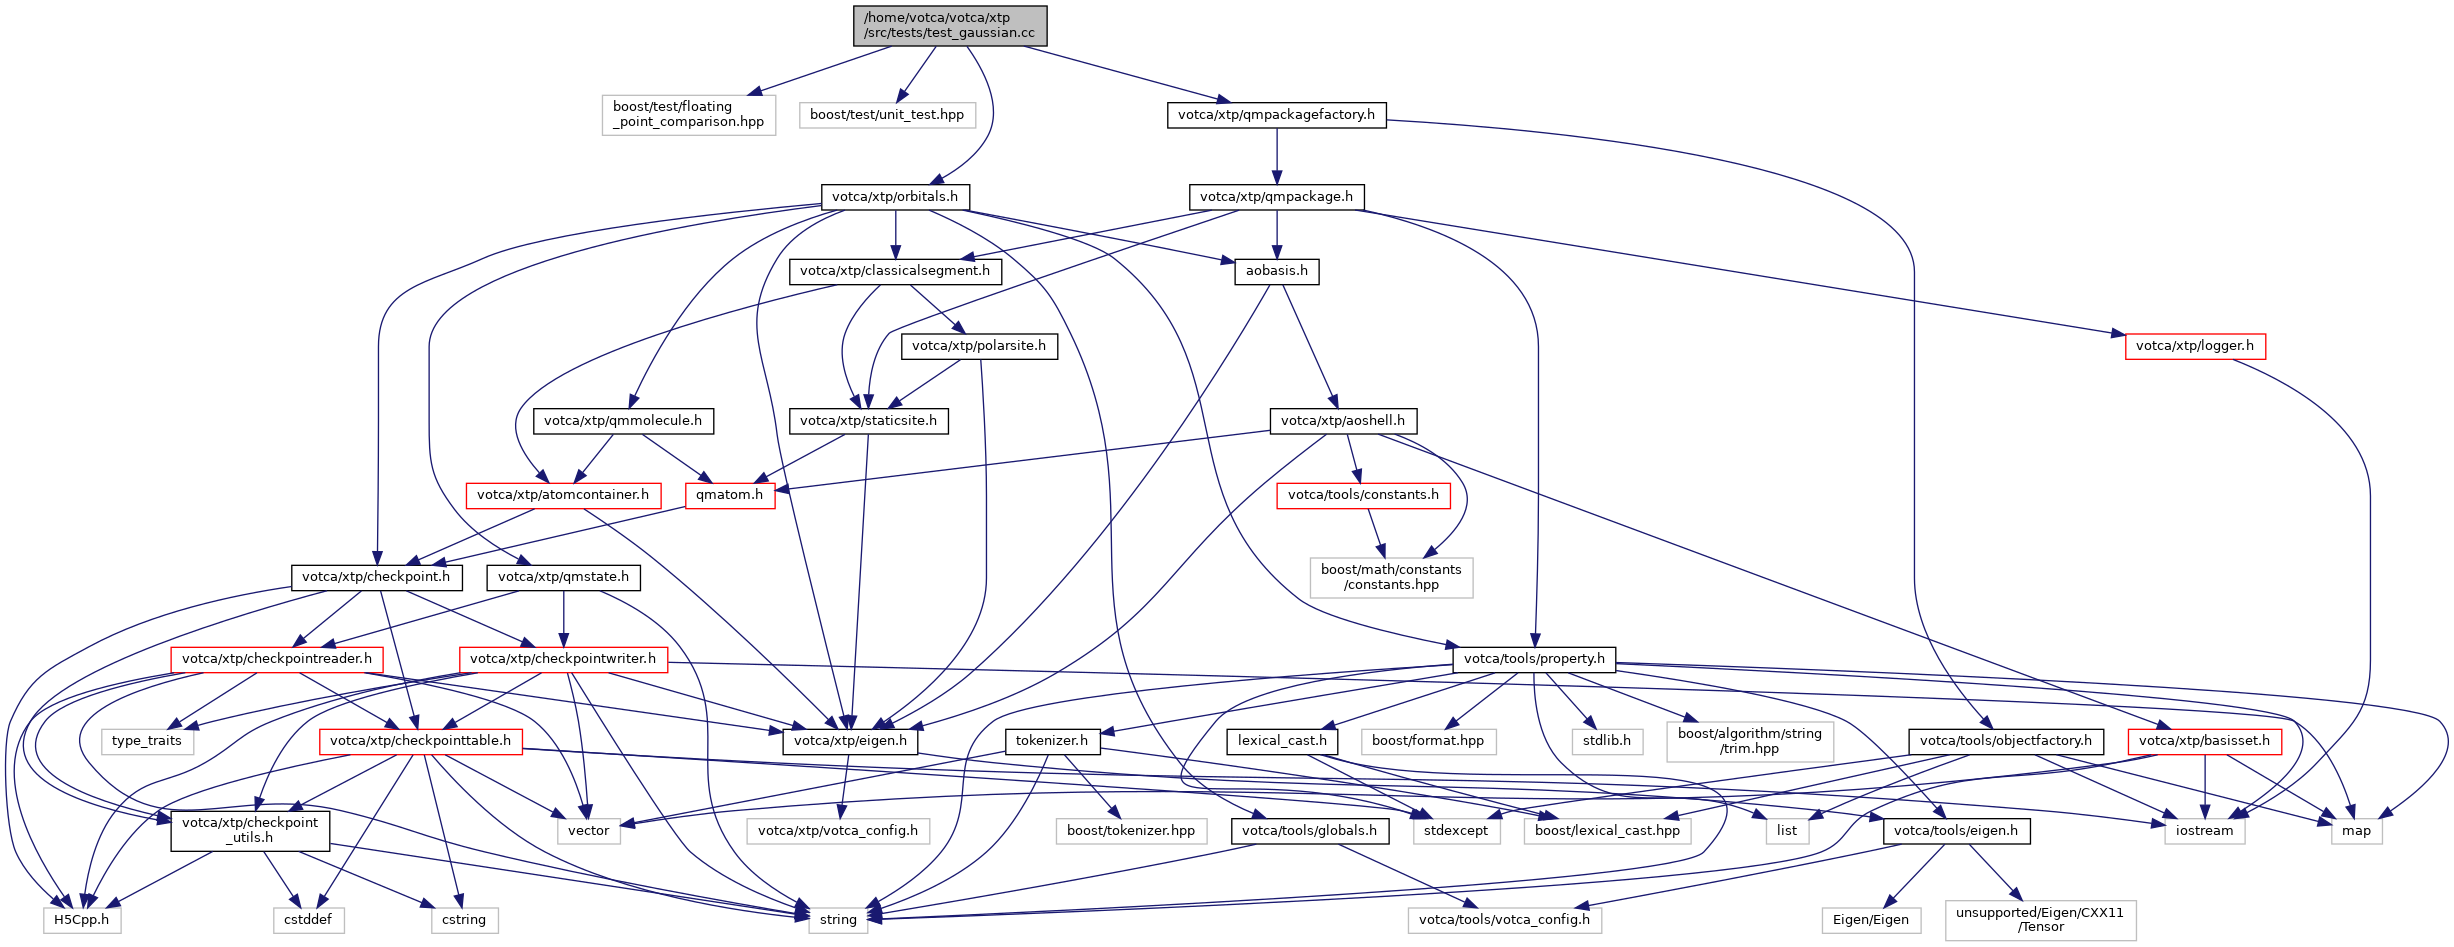 /home/votca/votca/xtp
/src/tests/test_gaussian.cc
boost/test/floating
_point_comparison.hpp
boost/test/unit_test.hpp
votca/xtp/qmpackagefactory.h
votca/xtp/orbitals.h
votca/xtp/qmpackage.h
votca/xtp/classicalsegment.h
aobasis.h
votca/xtp/polarsite.h
votca/xtp/logger.h
votca/xtp/qmmolecule.h
votca/xtp/staticsite.h
votca/xtp/aoshell.h
votca/xtp/atomcontainer.h
qmatom.h
votca/tools/constants.h
votca/xtp/checkpoint.h
votca/xtp/qmstate.h
boost/math/constants
/constants.hpp
votca/xtp/checkpointreader.h
votca/xtp/checkpointwriter.h
votca/tools/property.h
type_traits
votca/xtp/checkpointtable.h
votca/xtp/eigen.h
tokenizer.h
lexical_cast.h
boost/format.hpp
stdlib.h
boost/algorithm/string
/trim.hpp
votca/tools/objectfactory.h
votca/xtp/basisset.h
votca/xtp/checkpoint
_utils.h
vector
votca/xtp/votca_config.h
boost/tokenizer.hpp
votca/tools/globals.h
stdexcept
boost/lexical_cast.hpp
list
votca/tools/eigen.h
iostream
map
H5Cpp.h
cstddef
cstring
string
votca/tools/votca_config.h
Eigen/Eigen
unsupported/Eigen/CXX11
/Tensor